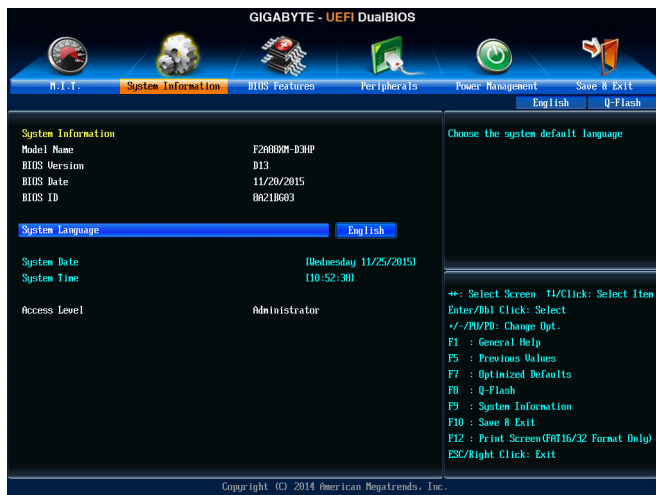 GIGABYTE - UEFI DualBIOS
M.I.T. System Information BIOS Features Peripherals Power Management Save & Exit
English Q-Flash
System Information
Model Name F2A88XM-D3HP
BIOS Version D13
BIOS Date 11/20/2015
BIOS ID 8A21BG03
System Language English
System Date [Wednesday 11/25/2015]
System Time [10:52:38]
Access Level Administrator
Choose the system default language
→←: Select Screen ↑↓/Click: Select Item
Enter/Dbl Click: Select
+/-/PU/PD: Change Opt.
F1 : General Help
F5 : Previous Values
F7 : Optimized Defaults
F8 : Q-Flash
F9 : System Information
F10 : Save & Exit
F12 : Print Screen(FAT16/32 Format Only)
ESC/Right Click: Exit
Copyright (C) 2014 American Megatrends, Inc.